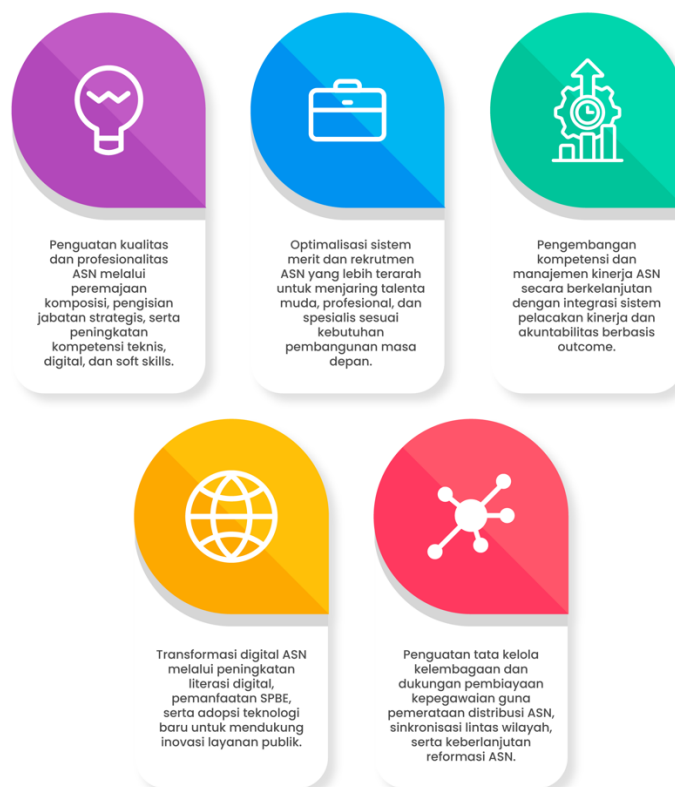 Penguatan kualitas
dan profesionalitas
ASN melalui
peremajaan
komposisi, pengisian
jabatan strategis, serta
peningkatan
kompetensi teknis,
digital, dan soft skills.
Optimalisasi sistem
merit dan rekrutmen
ASN yang lebih terarah
untuk menjaring talenta
muda, profesional, dan
spesialis sesuai
kebutuhan
pembangunan masa
depan.
Pengembangan
kompetensi dan
manajemen kinerja ASN
secara berkelanjutan
dengan integrasi sistem
pelacakan kinerja dan
akuntabilitas berbasis
outcome.
Transformasi digital ASN
melalui peningkatan
literasi digital,
pemanfaatan SPBE,
serta adopsi teknologi
baru untuk mendukung
inovasi layanan publik.
Penguatan tata kelola
kelembagaan dan
dukungan pembiayaan
kepegawaian guna
pemerataan distribusi ASN,
sinkronisasi lintas wilayah,
serta keberlanjutan
reformasi ASN.